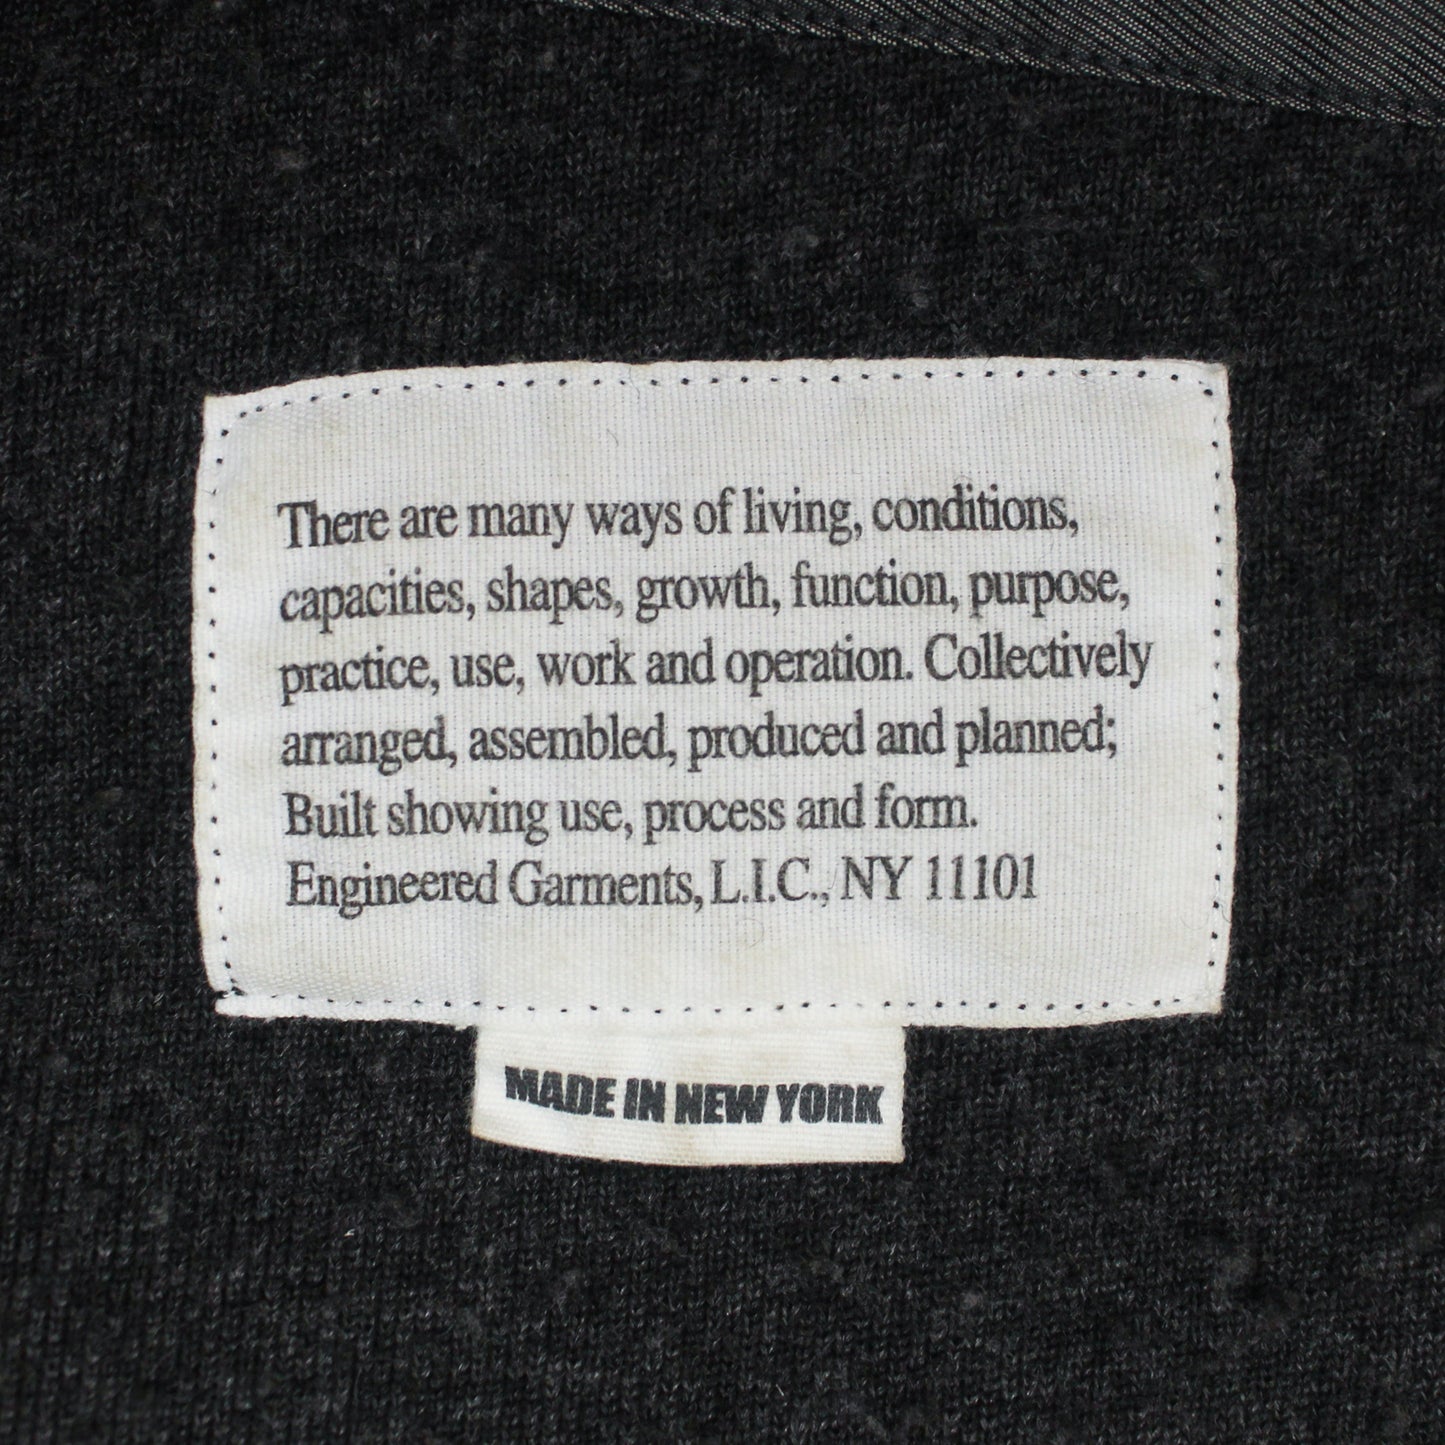 There are many ways of living, conditions,
capacities, shapes, growth, function, purpose,
practice, use, work and operation. Collectively
arranged, assembled, produced and planned;
Built showing use, process and form.
Engineered Garments, L.I.C., NY 11101
MADE IN NEW YORK